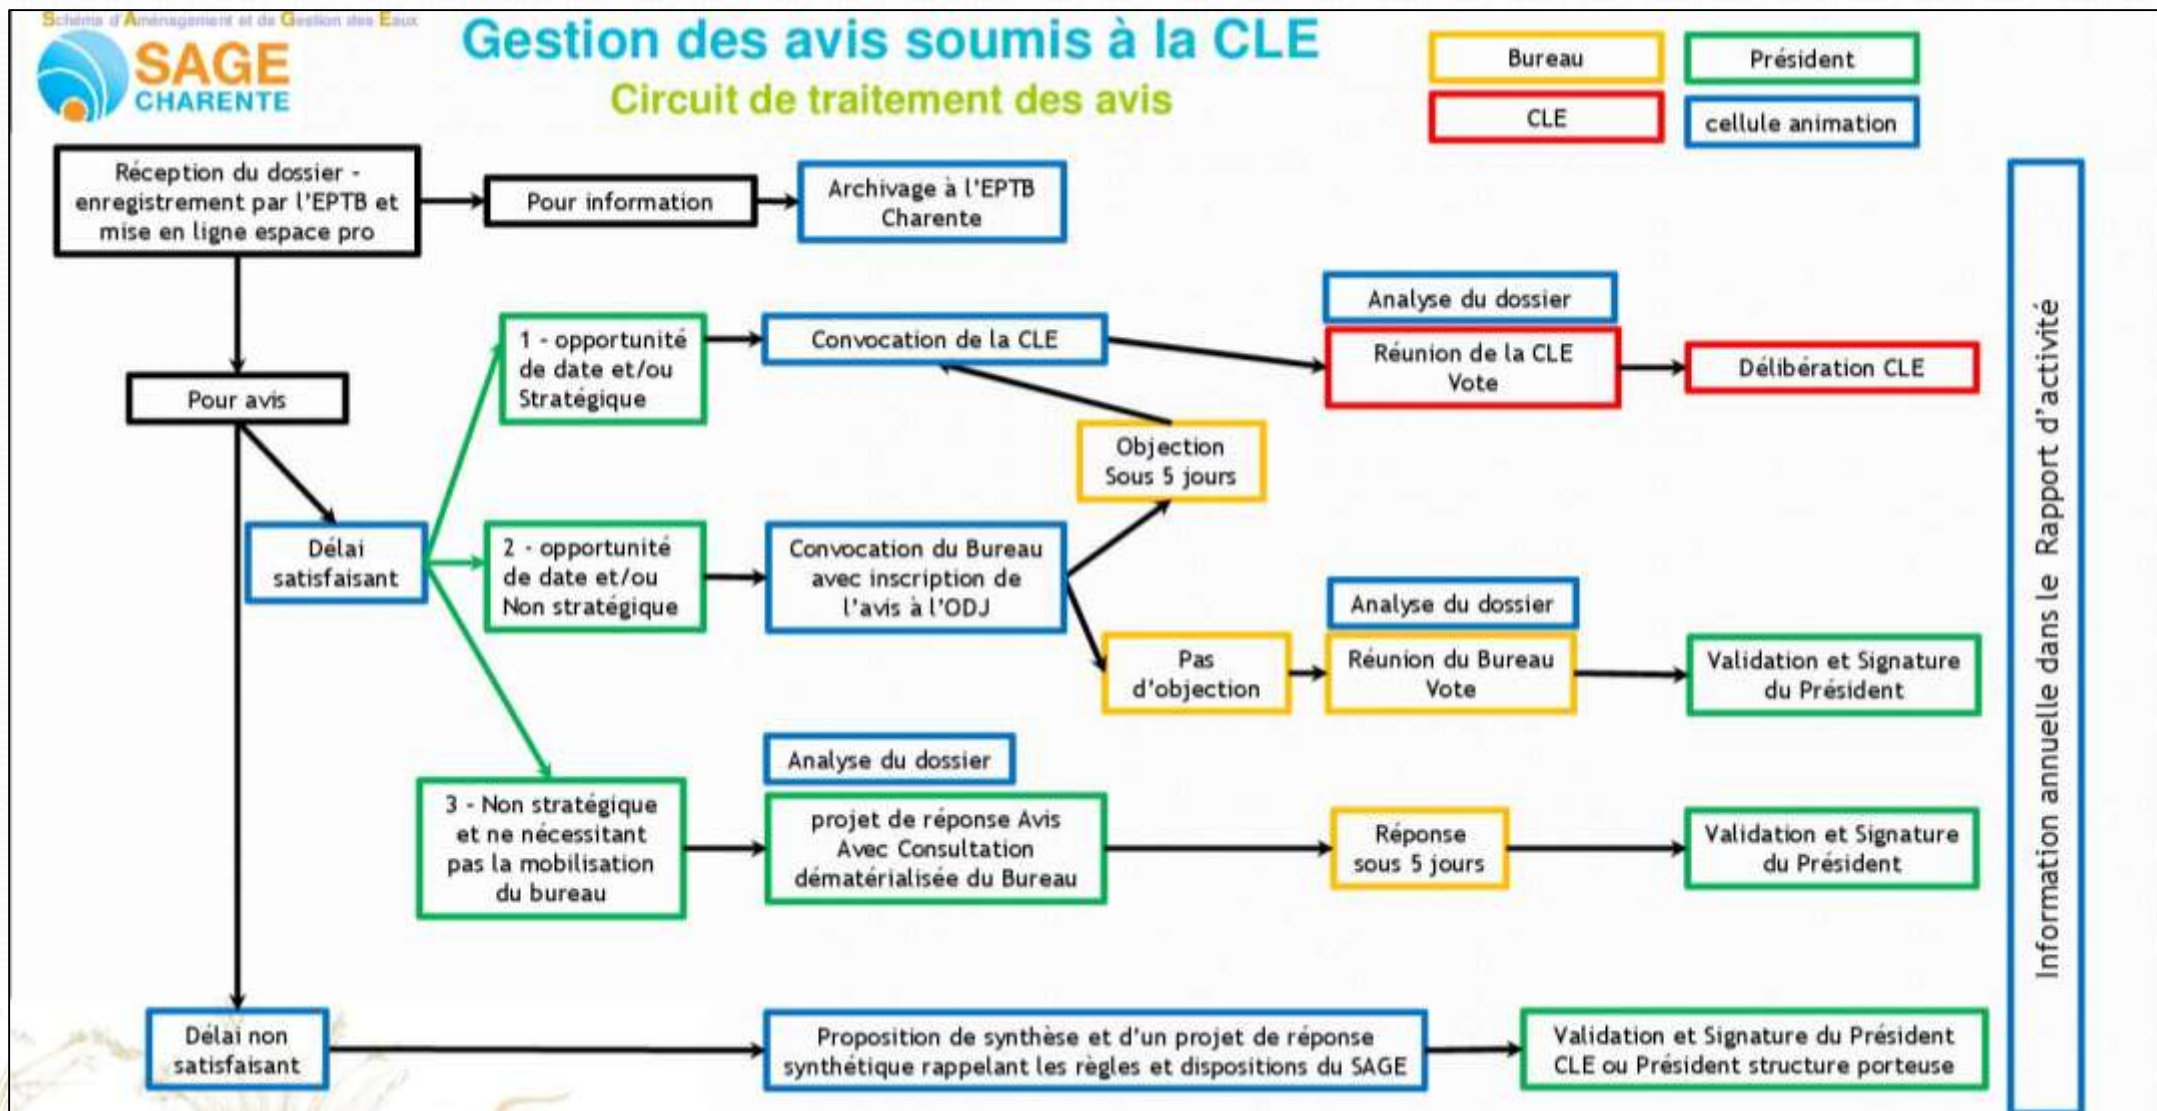 Schéma d'Aménagement et de Gestion des Eaux
SAGE
CHARENTE
Gestion des avis soumis à la CLE
Circuit de traitement des avis
Bureau
Président
CLE
cellule animation
Réception du dossier -
enregistrement par l'EPTB et
mise en ligne espace pro
Pour information
Archivage à l'EPTB
Charente
Pour avis
Délai
satisfaisant
1 - opportunité
de date et/ou
Stratégique
Convocation de la CLE
Analyse du dossier
Réunion de la CLE
Vote
Délibération CLE
Objection
Sous 5 jours
2 - opportunité
de date et/ou
Non stratégique
Convocation du Bureau
avec inscription de
l'avis à l'ODJ
Pas
d'objection
Analyse du dossier
Réunion du Bureau
Vote
Validation et Signature
du Président
3 - Non stratégique
et ne nécessitant
pas la mobilisation
du bureau
Analyse du dossier
projet de réponse Avis
Avec Consultation
dématérialisée du Bureau
Réponse
sous 5 jours
Validation et Signature
du Président
Délai non
satisfaisant
Proposition de synthèse et d'un projet de réponse
synthétique rappelant les règles et dispositions du SAGE
Validation et Signature du Président
CLE ou Président structure porteuse
Information annuelle dans le Rapport d'activité